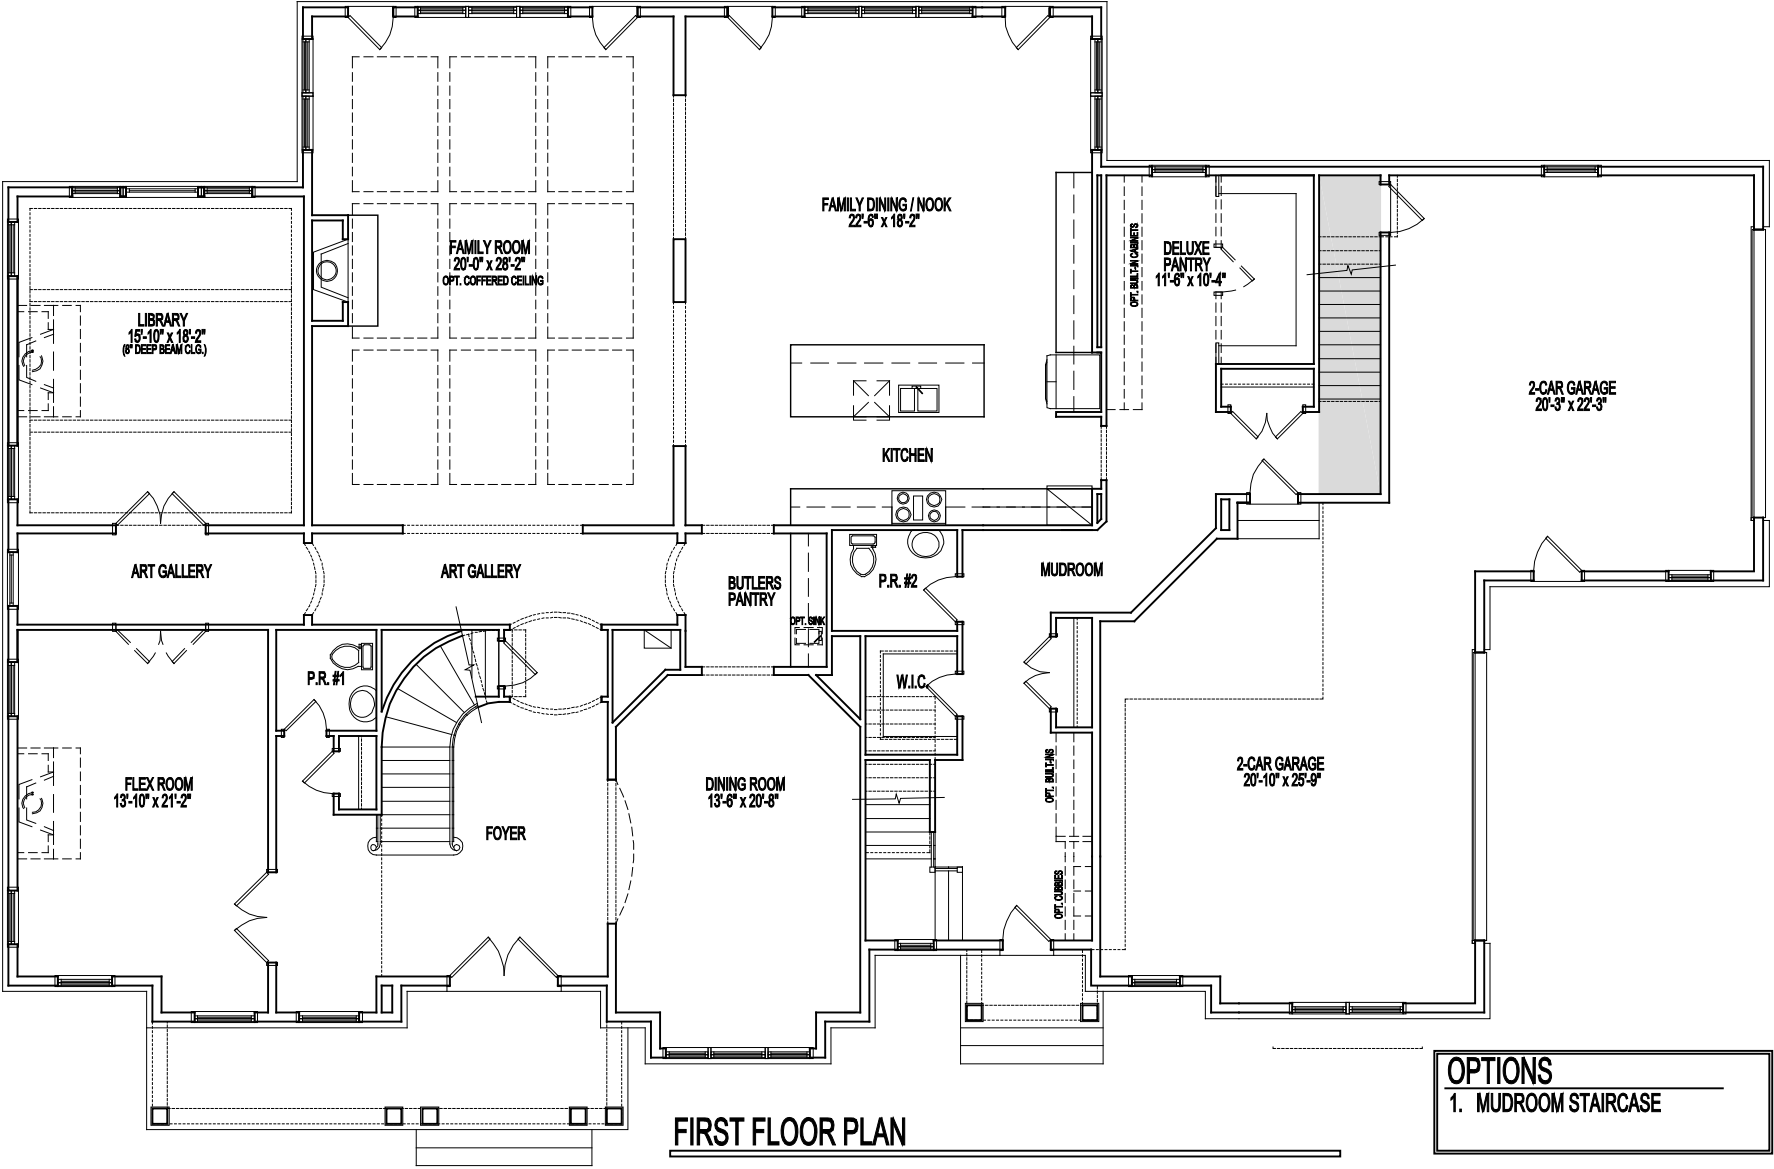 FAMILY DINING / NOOK
22'-6" x 18'-2"
FAMILY ROOM
20'-0" x 28'-2"
OPT. COFFERED CEILING
OPT. BUILT-IN CABINETS
DELUXE
PANTRY
11'-6" x 10'-4"
LIBRARY
15'-10" x 18'-2"
(6" DEEP BEAM CLG.)
2-CAR GARAGE
20'-3" x 22'-3"
KITCHEN
ART GALLERY
ART GALLERY
BUTLERS
PANTRY
OPT. SINK
P.R. #2
MUDROOM
P.R. #1
W.I.C.
FLEX ROOM
13'-10" x 21'-2"
FOYER
DINING ROOM
13'-6" x 20'-8"
OPT. BUILT-INS
OPT. CUBBIES
2-CAR GARAGE
20'-10" x 25'-9"
OPTIONS
1. MUDROOM STAIRCASE
FIRST FLOOR PLAN